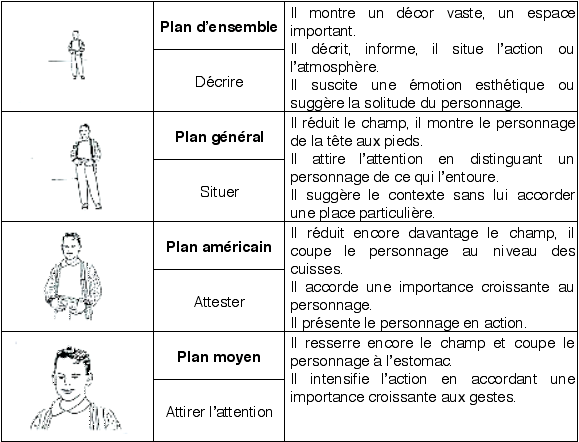 Plan d'ensemble
Décrire
Il montre un décor vaste, un espace
important.
Il décrit, informe, il situe l'action ou
l'atmosphère.
Il suscite une émotion esthétique ou
suggère la solitude du personnage.
Plan général
Situer
Il réduit le champ, il montre le personnage
de la tête aux pieds.
Il attire l'attention en distinguant un
personnage de ce qui l'entoure.
Il suggère le contexte sans lui accorder
une place particulière.
Plan américain
Attester
Il réduit encore davantage le champ, il
coupe le personnage au niveau des
cuisses.
Il accorde une importance croissante au
personnage.
Il présente le personnage en action.
Plan moyen
Attirer l'attention
Il resserre encore le champ et coupe le
personnage à l'estomac.
Il intensifie l'action en accordant une
importance croissante aux gestes.